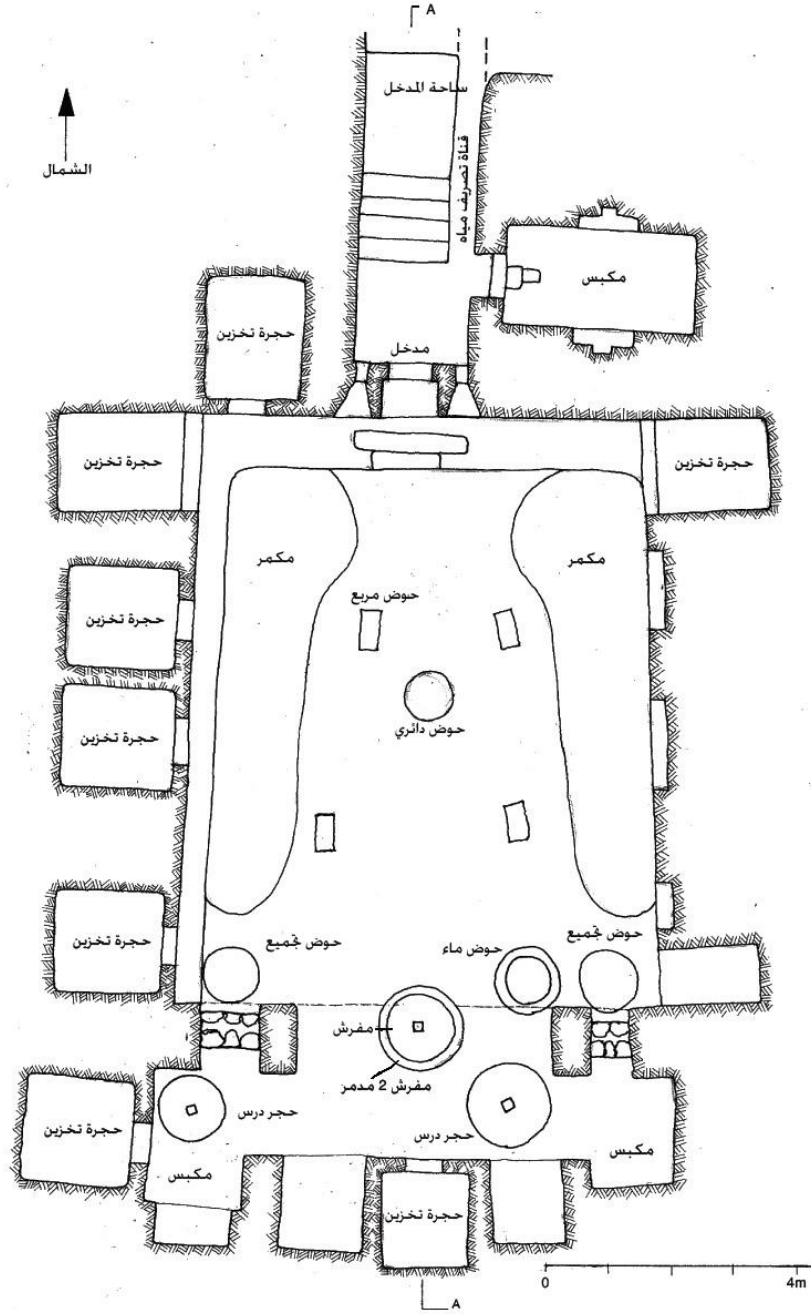 A
ساحة المدخل
الشمال
قناة تصريف مياه
مكبس
حجرة تخزين
مدخل
حجرة تخزين
حجرة تخزين
مكمر
مكمر
حوض مربع
حجرة تخزين
حوض دائري
حجرة تخزين
حوض تجميع
حوض ماء
حوض تجميع
حجرة تخزين
مفرش
مفرش 2 مدمر
حجر درس
حجر درس
حجرة تخزين
مكبس
مكبس
حجرة تخزين
0
4m
A